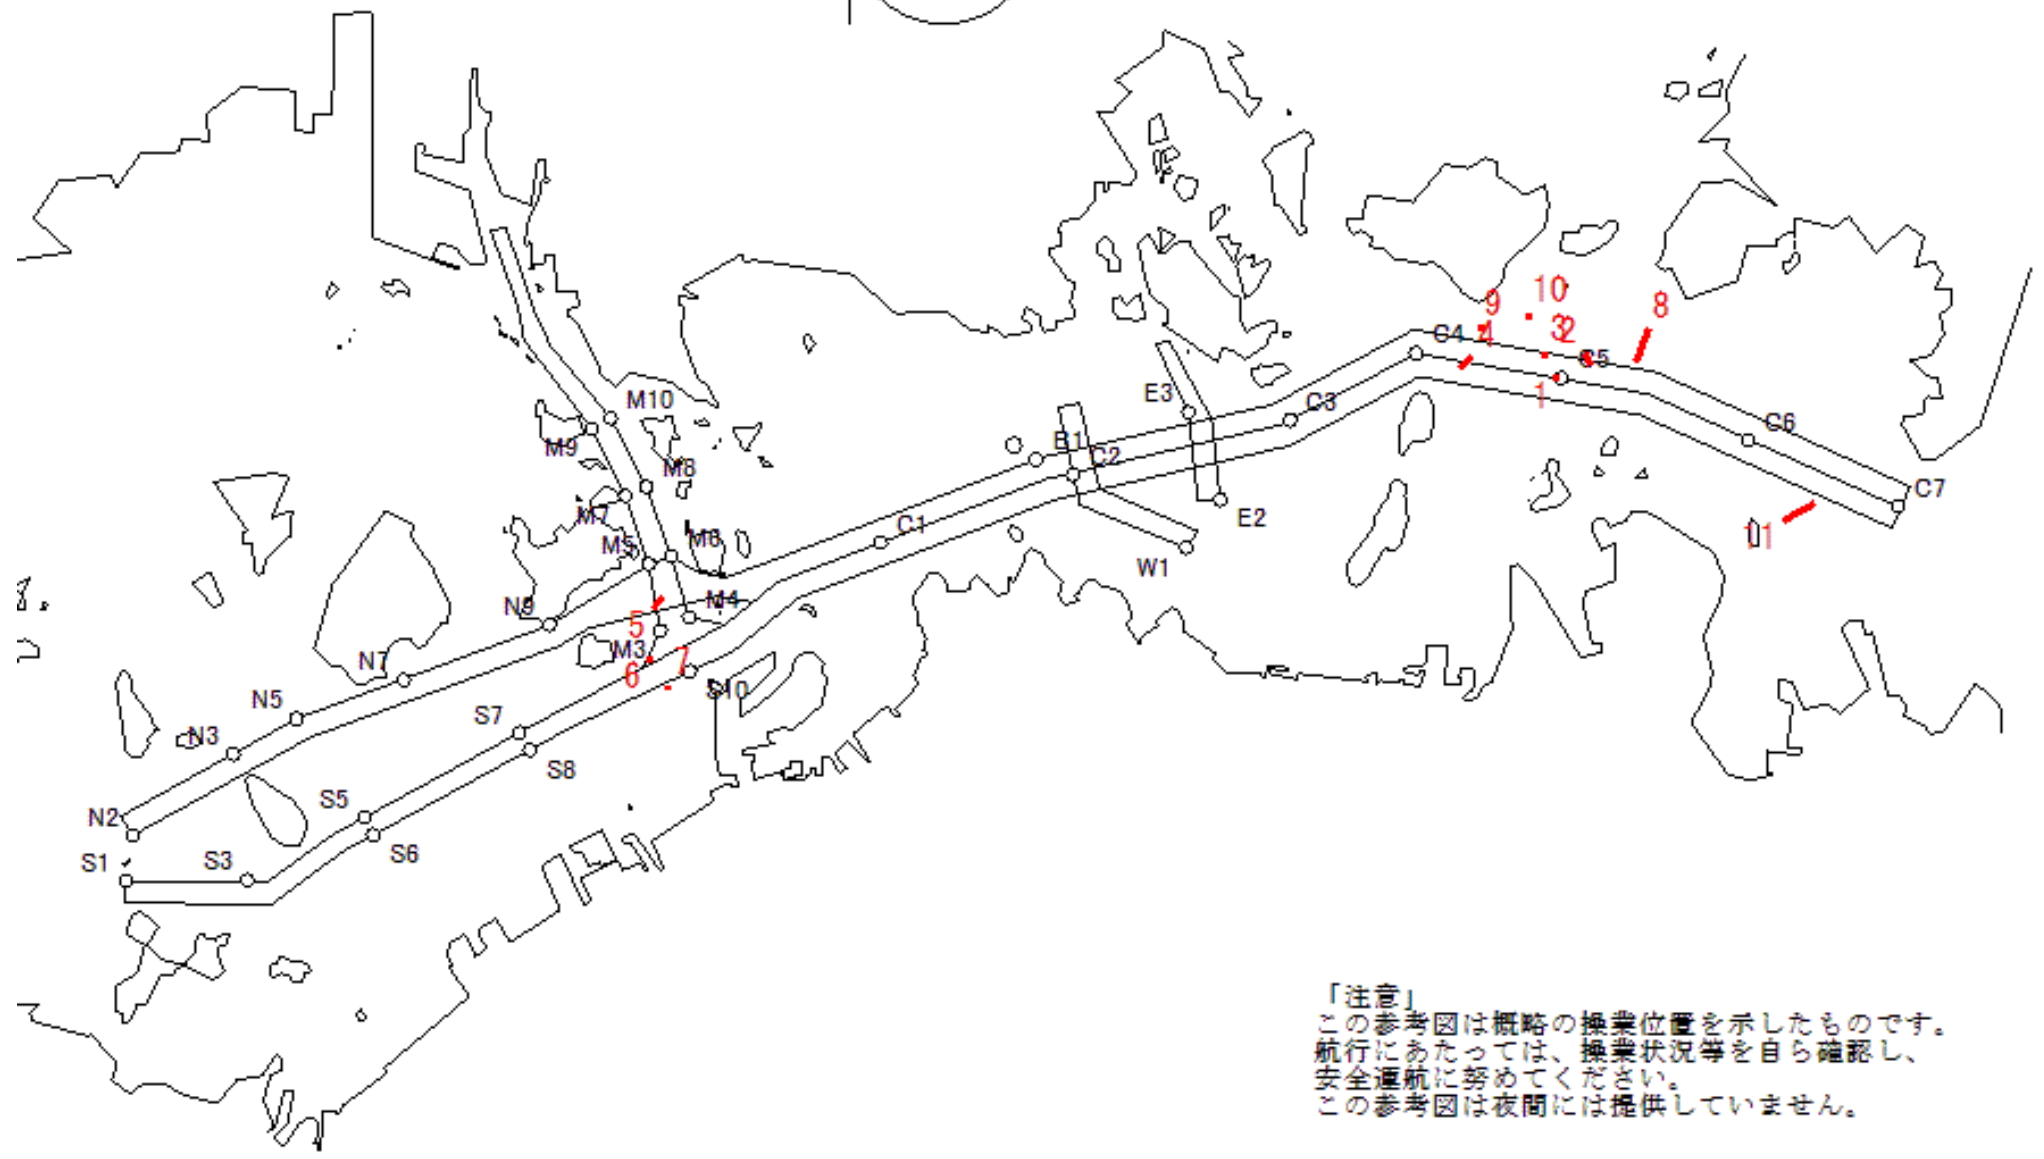 9
10
8
4
3
2
C4
C5
1
M10
E3
C3
C6
M9
B1
C2
M8
C7
M7
E2
C1
M6
M5
11
W1
N9
M4
5
M3
7
N7
6
S10
N5
S7
N3
S8
S5
N2
S6
S1
S3
「注意」
この参考図は概略の操業位置を示したものです。
航行にあたっては、操業状況等を自ら確認し、
安全運航に努めてください。
この参考図は夜間には提供していません。